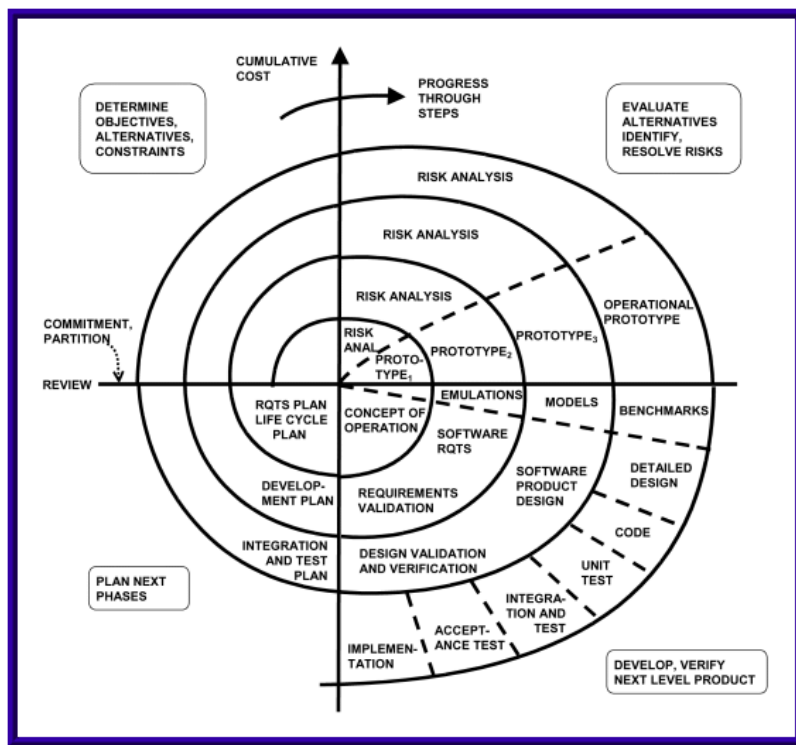 CUMULATIVE
COST
PROGRESS
THROUGH
STEPS
DETERMINE
OBJECTIVES,
ALTERNATIVES,
CONSTRAINTS
EVALUATE
ALTERNATIVES
IDENTIFY,
RESOLVE RISKS
RISK ANALYSIS
RISK ANALYSIS
RISK ANALYSIS
RISK
ANAL.
OPERATIONAL
PROTOTYPE
PROTOTYPE3
PROTOTYPE2
PROTO-
TYPE1
COMMITMENT,
PARTITION
REVIEW
EMULATIONS
MODELS
BENCHMARKS
RQTS PLAN
LIFE CYCLE
PLAN
CONCEPT OF
OPERATION
SOFTWARE
RQTS
SOFTWARE
PRODUCT
DESIGN
DETAILED
DESIGN
DEVELOP-
MENT PLAN
REQUIREMENTS
VALIDATION
CODE
INTEGRATION
AND TEST
PLAN
DESIGN VALIDATION
AND VERIFICATION
UNIT
TEST
PLAN NEXT
PHASES
INTEGRA-
TION AND
TEST
ACCEPT-
ANCE TEST
IMPLEMEN-
TATION
DEVELOP, VERIFY
NEXT LEVEL PRODUCT